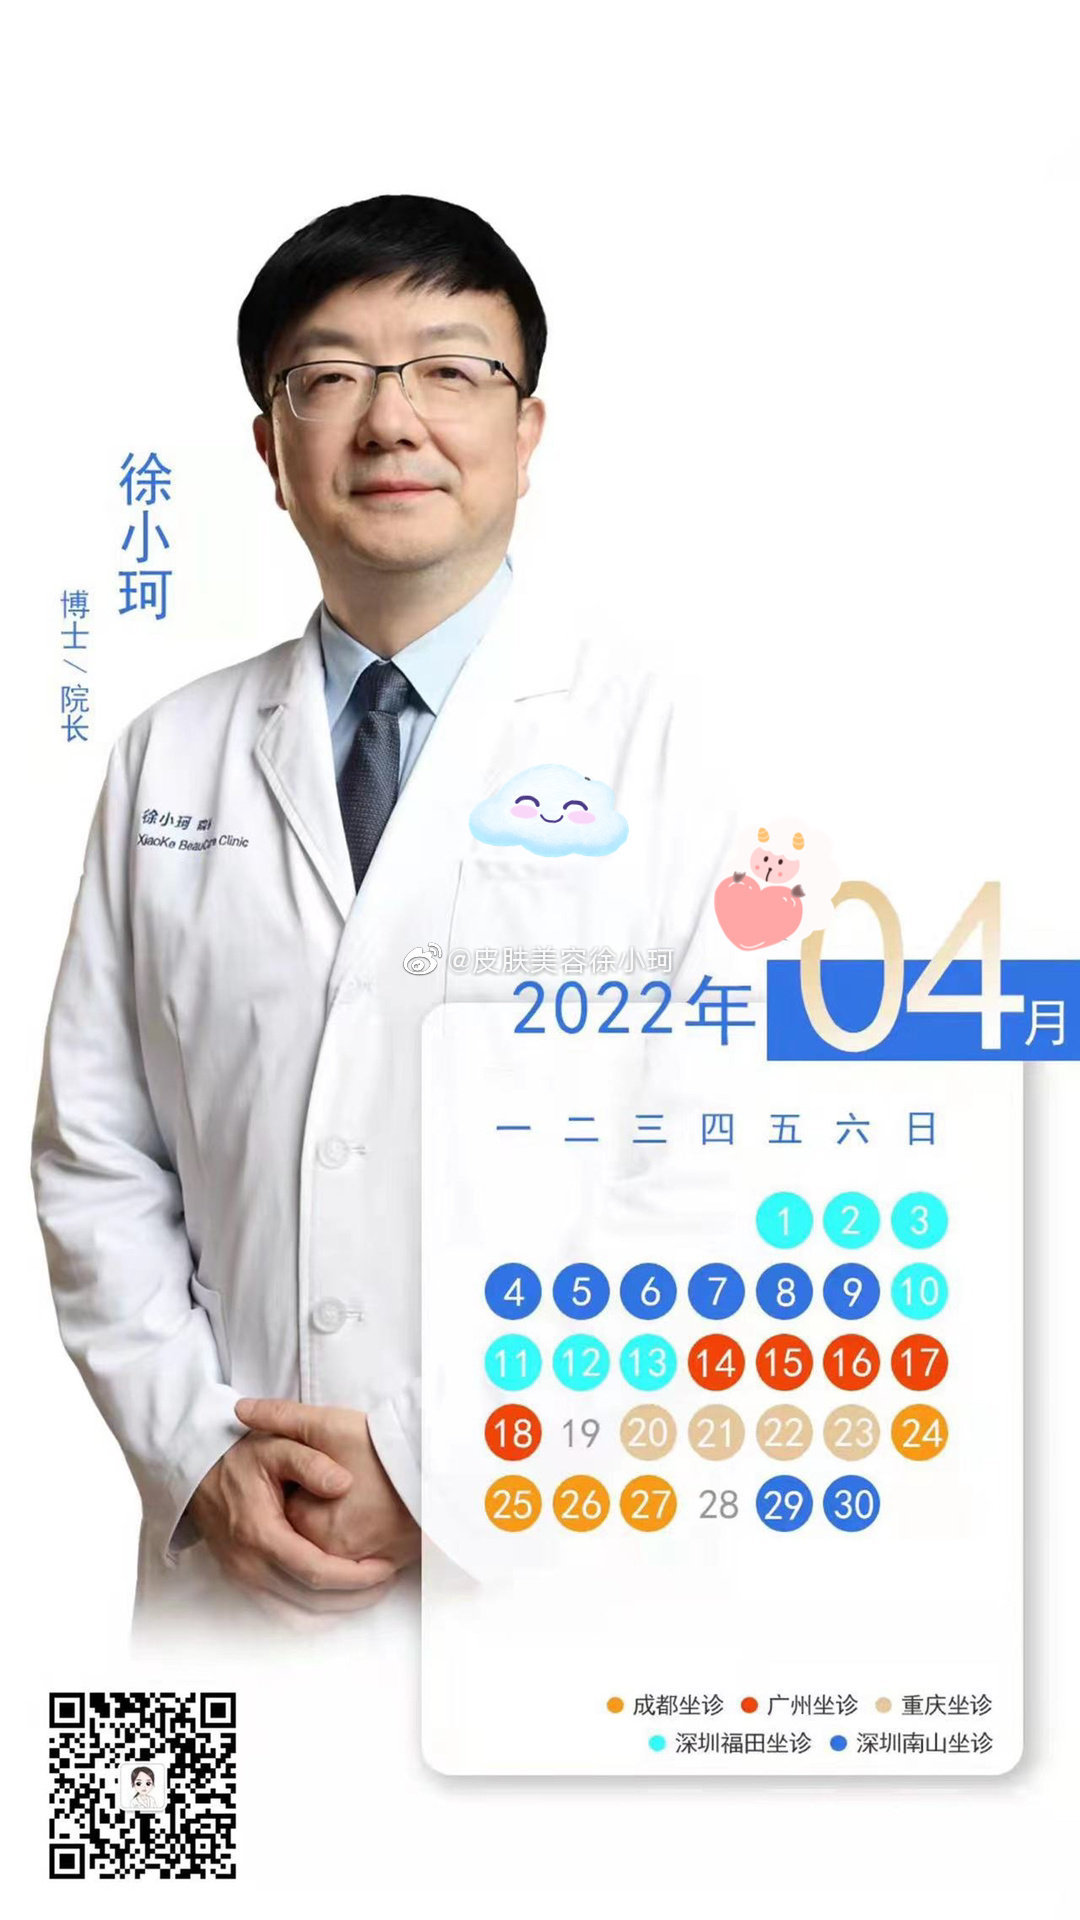 徐小珂
博士/院长
徐小珂
XiaoKe BeauCare Clinic
@皮肤美容徐小珂
2022年
04月
一 二 三 四 五 六 日
1 2 3
4 5 6 7 8 9 10
11 12 13 14 15 16 17
18 19 20 21 22 23 24
25 26 27 28 29 30
成都坐诊 广州坐诊 重庆坐诊
深圳福田坐诊 深圳南山坐诊